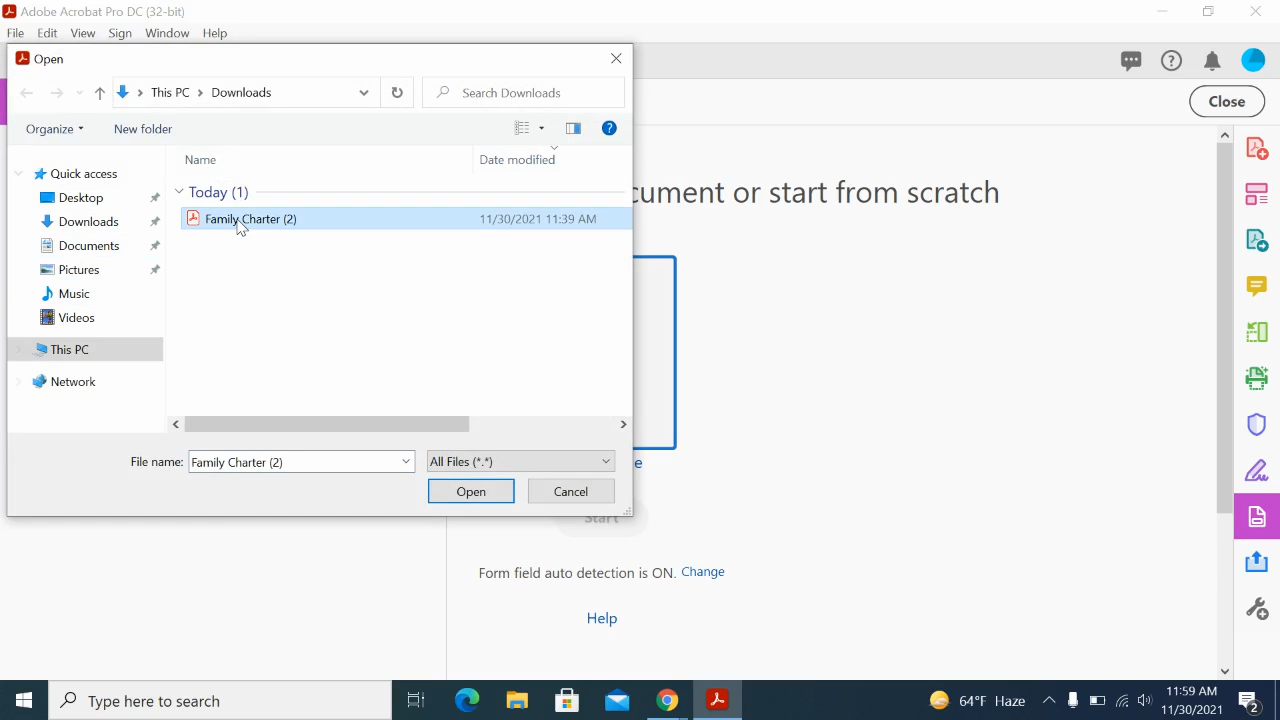 Adobe Acrobat Pro DC (32-bit)
File Edit View Sign Window Help
Open
This PC Downloads
Search Downloads
Close
Organize New folder
Name Date modified
Quick access
Today (1)
cument or start from scratch
Desktop
Family Charter (2) 11/30/2021 11:39 AM
Downloads
Documents
Pictures
Music
Videos
This PC
Network
File name: Family Charter (2) All Files (*.*)
e
Open Cancel
Start
Form field auto detection is ON. Change
Help
Type here to search
64°F Haze
11:59 AM
11/30/2021
2